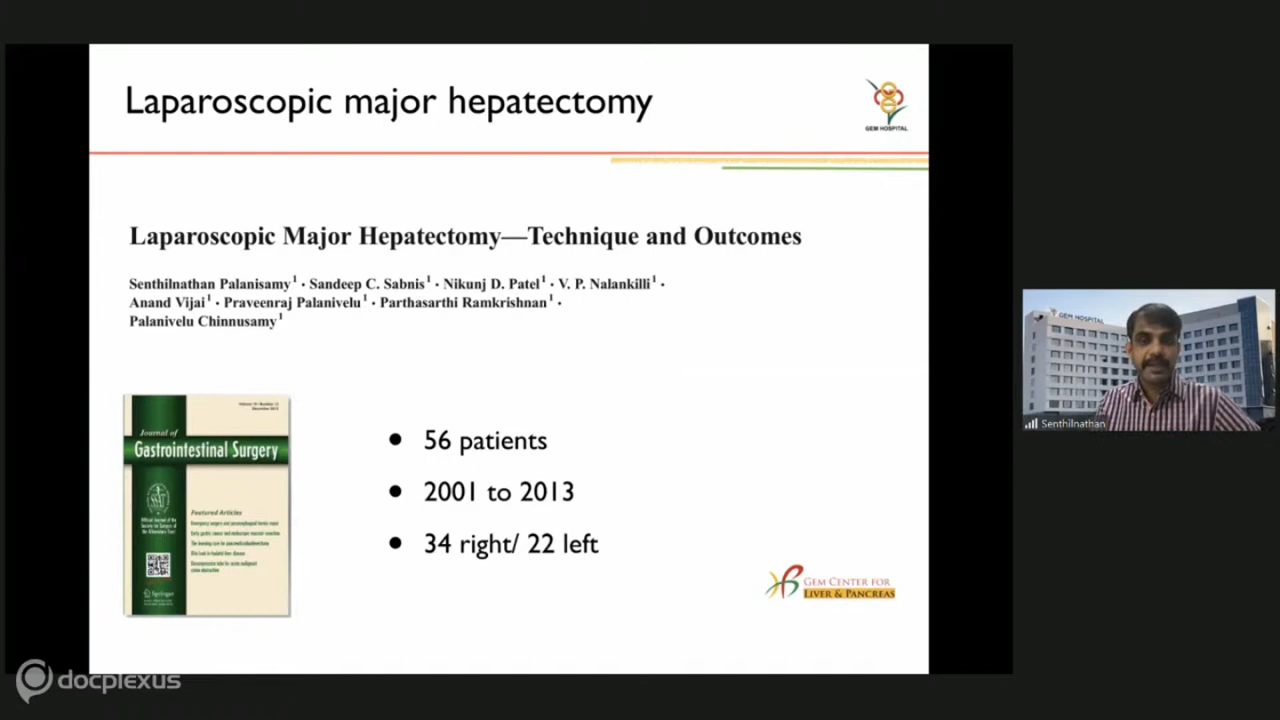 Laparoscopic major hepatectomy
GEM HOSPITAL
Laparoscopic Major Hepatectomy—Technique and Outcomes
Senthilnathan Palanisamy¹ · Sandeep C. Sabnis¹ · Nikunj D. Patel¹ · V. P. Nalankilli¹ ·
Anand Vijai¹ · Praveenraj Palanivelu¹ · Parthasarthi Ramkrishnan¹ ·
Palanivelu Chinnusamy¹
Journal of
Gastrointestinal Surgery
SSAT
Featured Articles
Springer
• 56 patients
• 2001 to 2013
• 34 right/ 22 left
GEM CENTER FOR
LIVER & PANCREAS
GEM HOSPITAL
Senthilnathan
docplexus